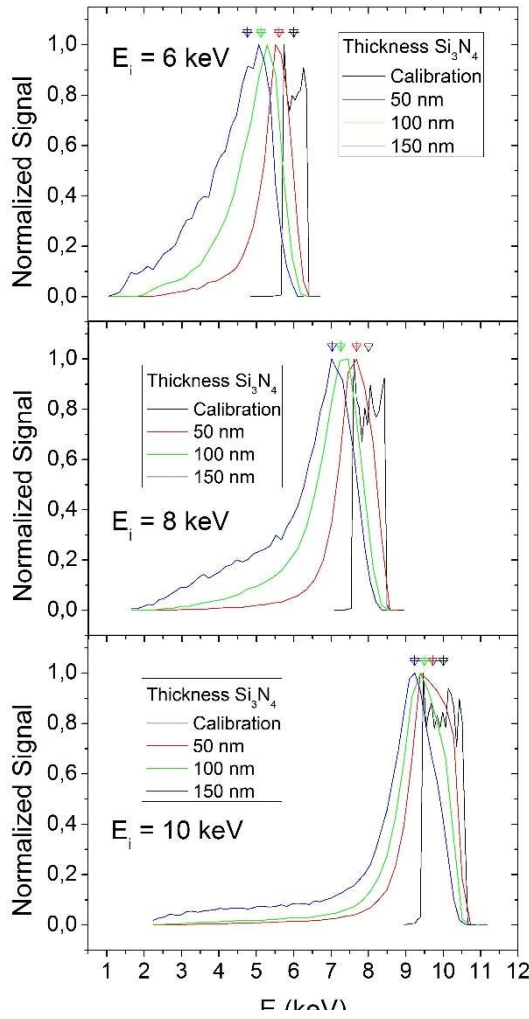 Normalized Signal
1,0
0,8
0,6
0,4
0,2
0,0
E_i = 6 keV
Thickness Si₃N₄
Calibration
50 nm
100 nm
150 nm
Normalized Signal
1,0
0,8
0,6
0,4
0,2
0,0
Thickness Si₃N₄
Calibration
50 nm
100 nm
150 nm
E_i = 8 keV
Normalized Signal
1,0
0,8
0,6
0,4
0,2
0,0
Thickness Si₃N₄
Calibration
50 nm
100 nm
150 nm
E_i = 10 keV
1 2 3 4 5 6 7 8 9 10 11 12
E (keV)